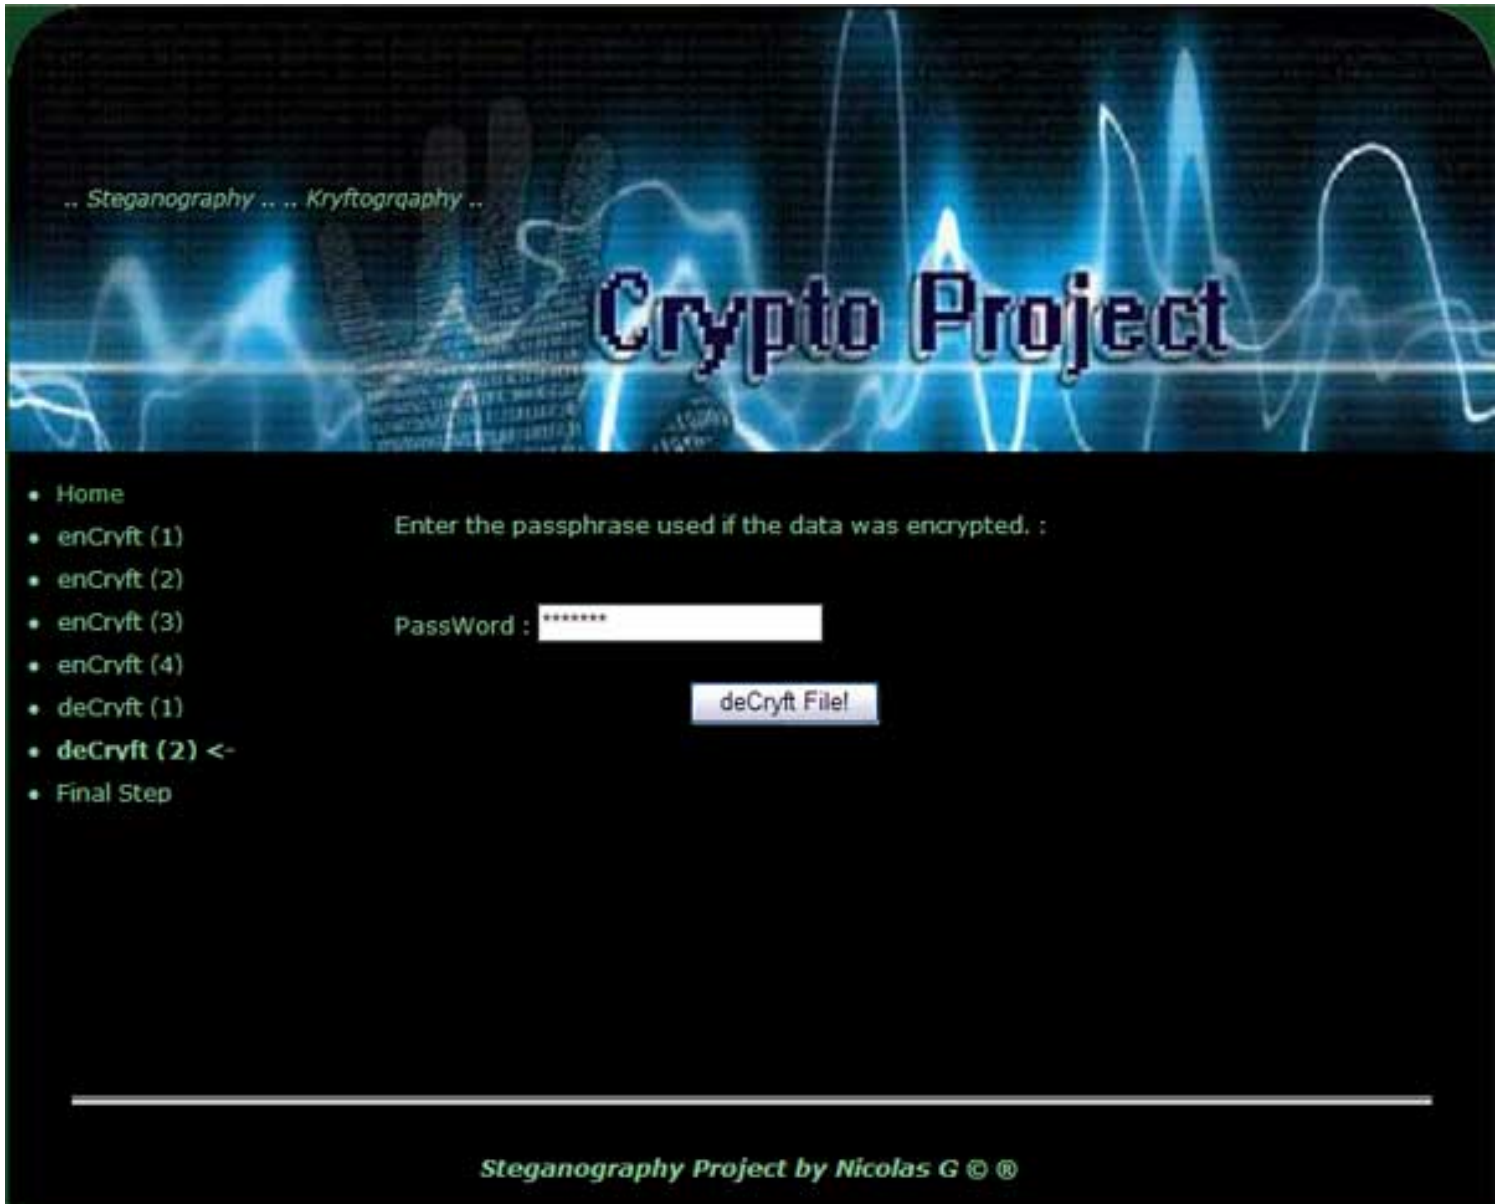 .. Steganography .. .. Kryftogrqaphy ..
Crypto Project
• Home
• enCryft (1)
• enCryft (2)
• enCryft (3)
• enCryft (4)
• deCryft (1)
• deCryft (2) <-
• Final Step
Enter the passphrase used if the data was encrypted. :
PassWord : *******
deCryft File!
Steganography Project by Nicolas G © ®